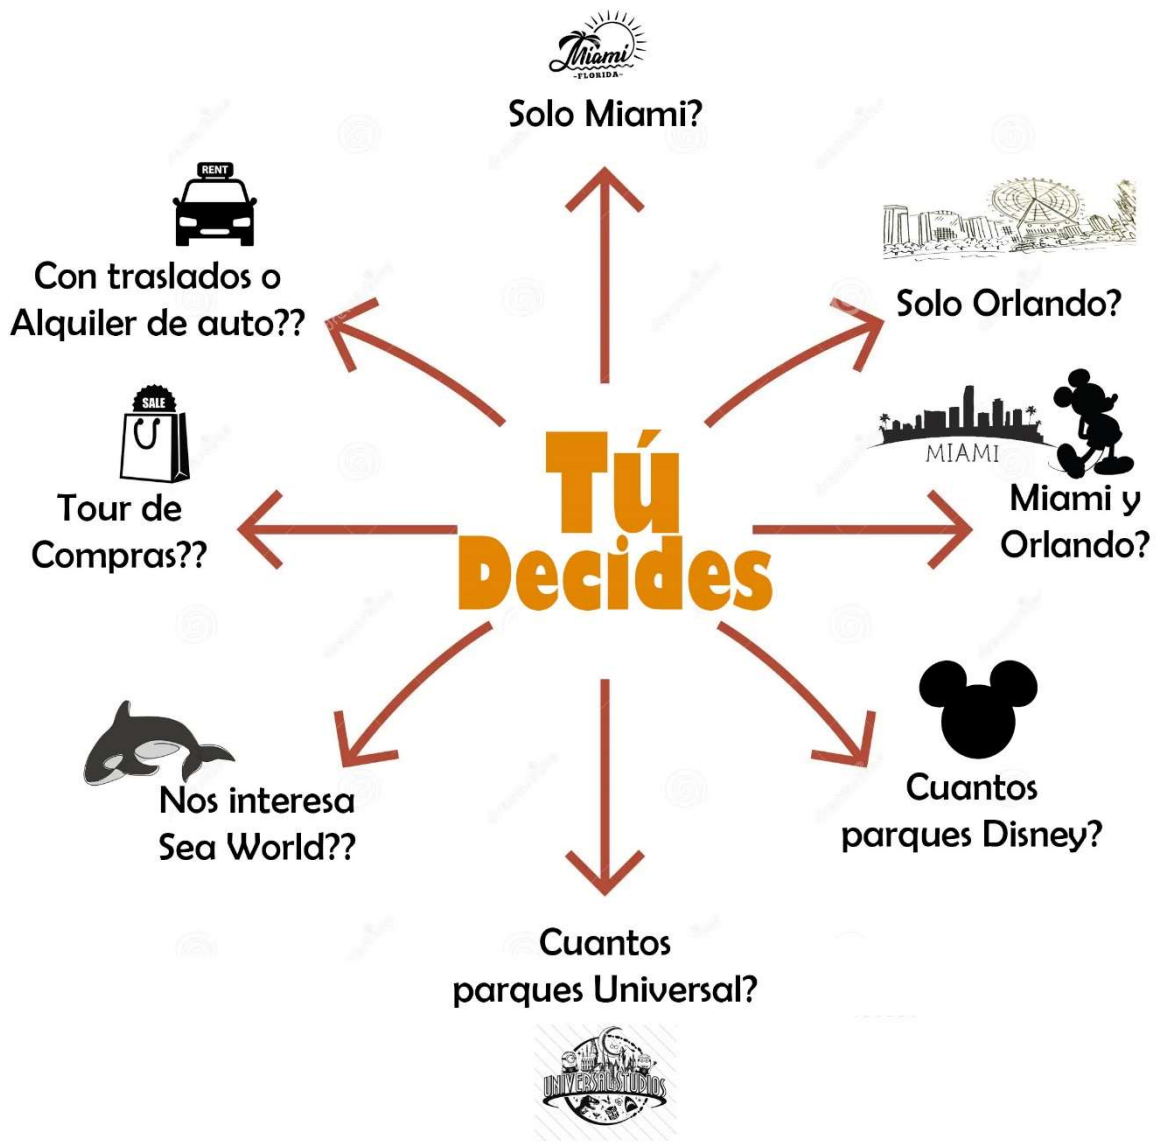 Miami
-FLORIDA-
Solo Miami?
RENT
Con traslados o
Alquiler de auto??
Solo Orlando?
SALE
Tour de
Compras??
MIAMI
Miami y
Orlando?
Tú
Decides
Nos interesa
Sea World??
Cuantos
parques Disney?
Cuantos
parques Universal?
UNIVERSAL STUDIOS